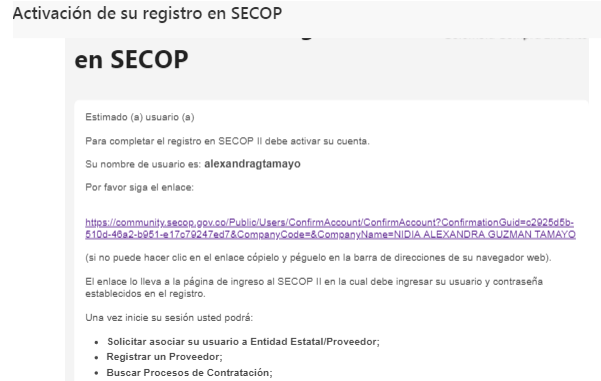 Activación de su registro en SECOP
en SECOP
Estimado (a) usuario (a)
Para completar el registro en SECOP II debe activar su cuenta.
Su nombre de usuario es: alexandragtamayo
Por favor siga el enlace:
https://community.secop.gov.co/Public/Users/ConfirmAccount/ConfirmAccount?ConfirmationGuid=c2925d5b-
510d-46a2-b951-e17c79247ed7&CompanyCode=&CompanyName=NIDIA ALEXANDRA GUZMAN TAMAYO
(si no puede hacer clic en el enlace cópielo y péguelo en la barra de direcciones de su navegador web).
El enlace lo lleva a la página de ingreso al SECOP II en la cual debe ingresar su usuario y contraseña
establecidos en el registro.
Una vez inicie su sesión usted podrá:
• Solicitar asociar su usuario a Entidad Estatal/Proveedor;
• Registrar un Proveedor;
• Buscar Procesos de Contratación;